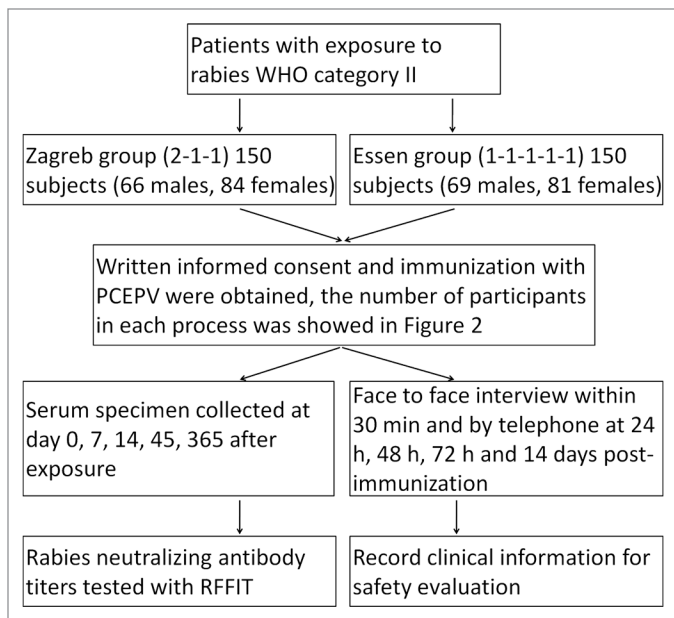 Patients with exposure to
rabies WHO category II
Zagreb group (2-1-1) 150
subjects (66 males, 84 females)
Essen group (1-1-1-1-1) 150
subjects (69 males, 81 females)
Written informed consent and immunization with
PCEPV were obtained, the number of participants
in each process was showed in Figure 2
Serum specimen collected at
day 0, 7, 14, 45, 365 after
exposure
Face to face interview within
30 min and by telephone at 24
h, 48 h, 72 h and 14 days post-
immunization
Rabies neutralizing antibody
titers tested with RFFIT
Record clinical information for
safety evaluation